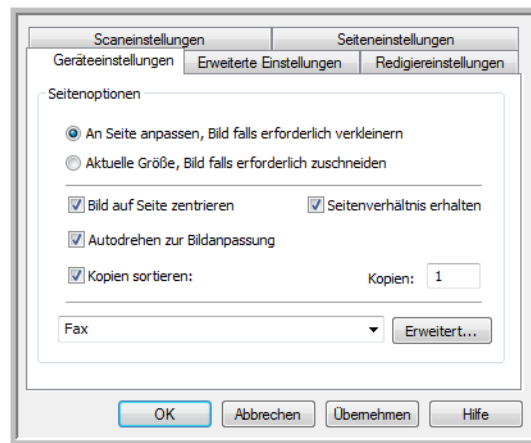 Scaneinstellungen Seiteneinstellungen
Geräteeinstellungen Erweiterte Einstellungen Redigiereinstellungen
Seitenoptionen
An Seite anpassen, Bild falls erforderlich verkleinern
Aktuelle Größe, Bild falls erforderlich zuschneiden
Bild auf Seite zentrieren Seitenverhältnis erhalten
Autodrehen zur Bildanpassung
Kopien sortieren: Kopien: 1
Fax Erweitert...
OK Abbrechen Übernehmen Hilfe